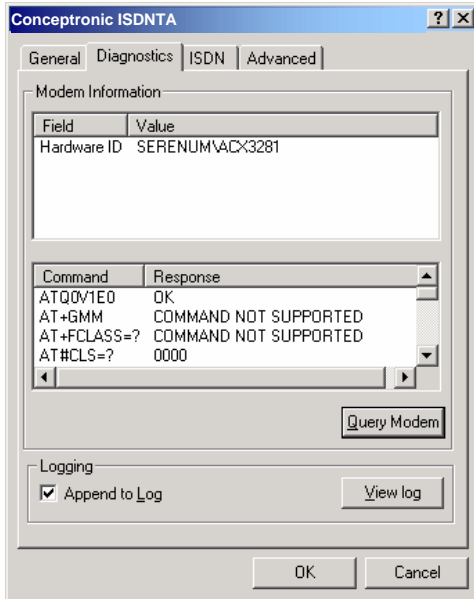 Conceptronic ISDNTA
General Diagnostics ISDN Advanced
Modem Information
Field Value
Hardware ID SERENUM\ACX3281
Command Response
ATQ0V1E0 OK
AT+GMM COMMAND NOT SUPPORTED
AT+FCLASS=? COMMAND NOT SUPPORTED
AT#CLS=? 0000
Query Modem
Logging
Append to Log View log
OK Cancel